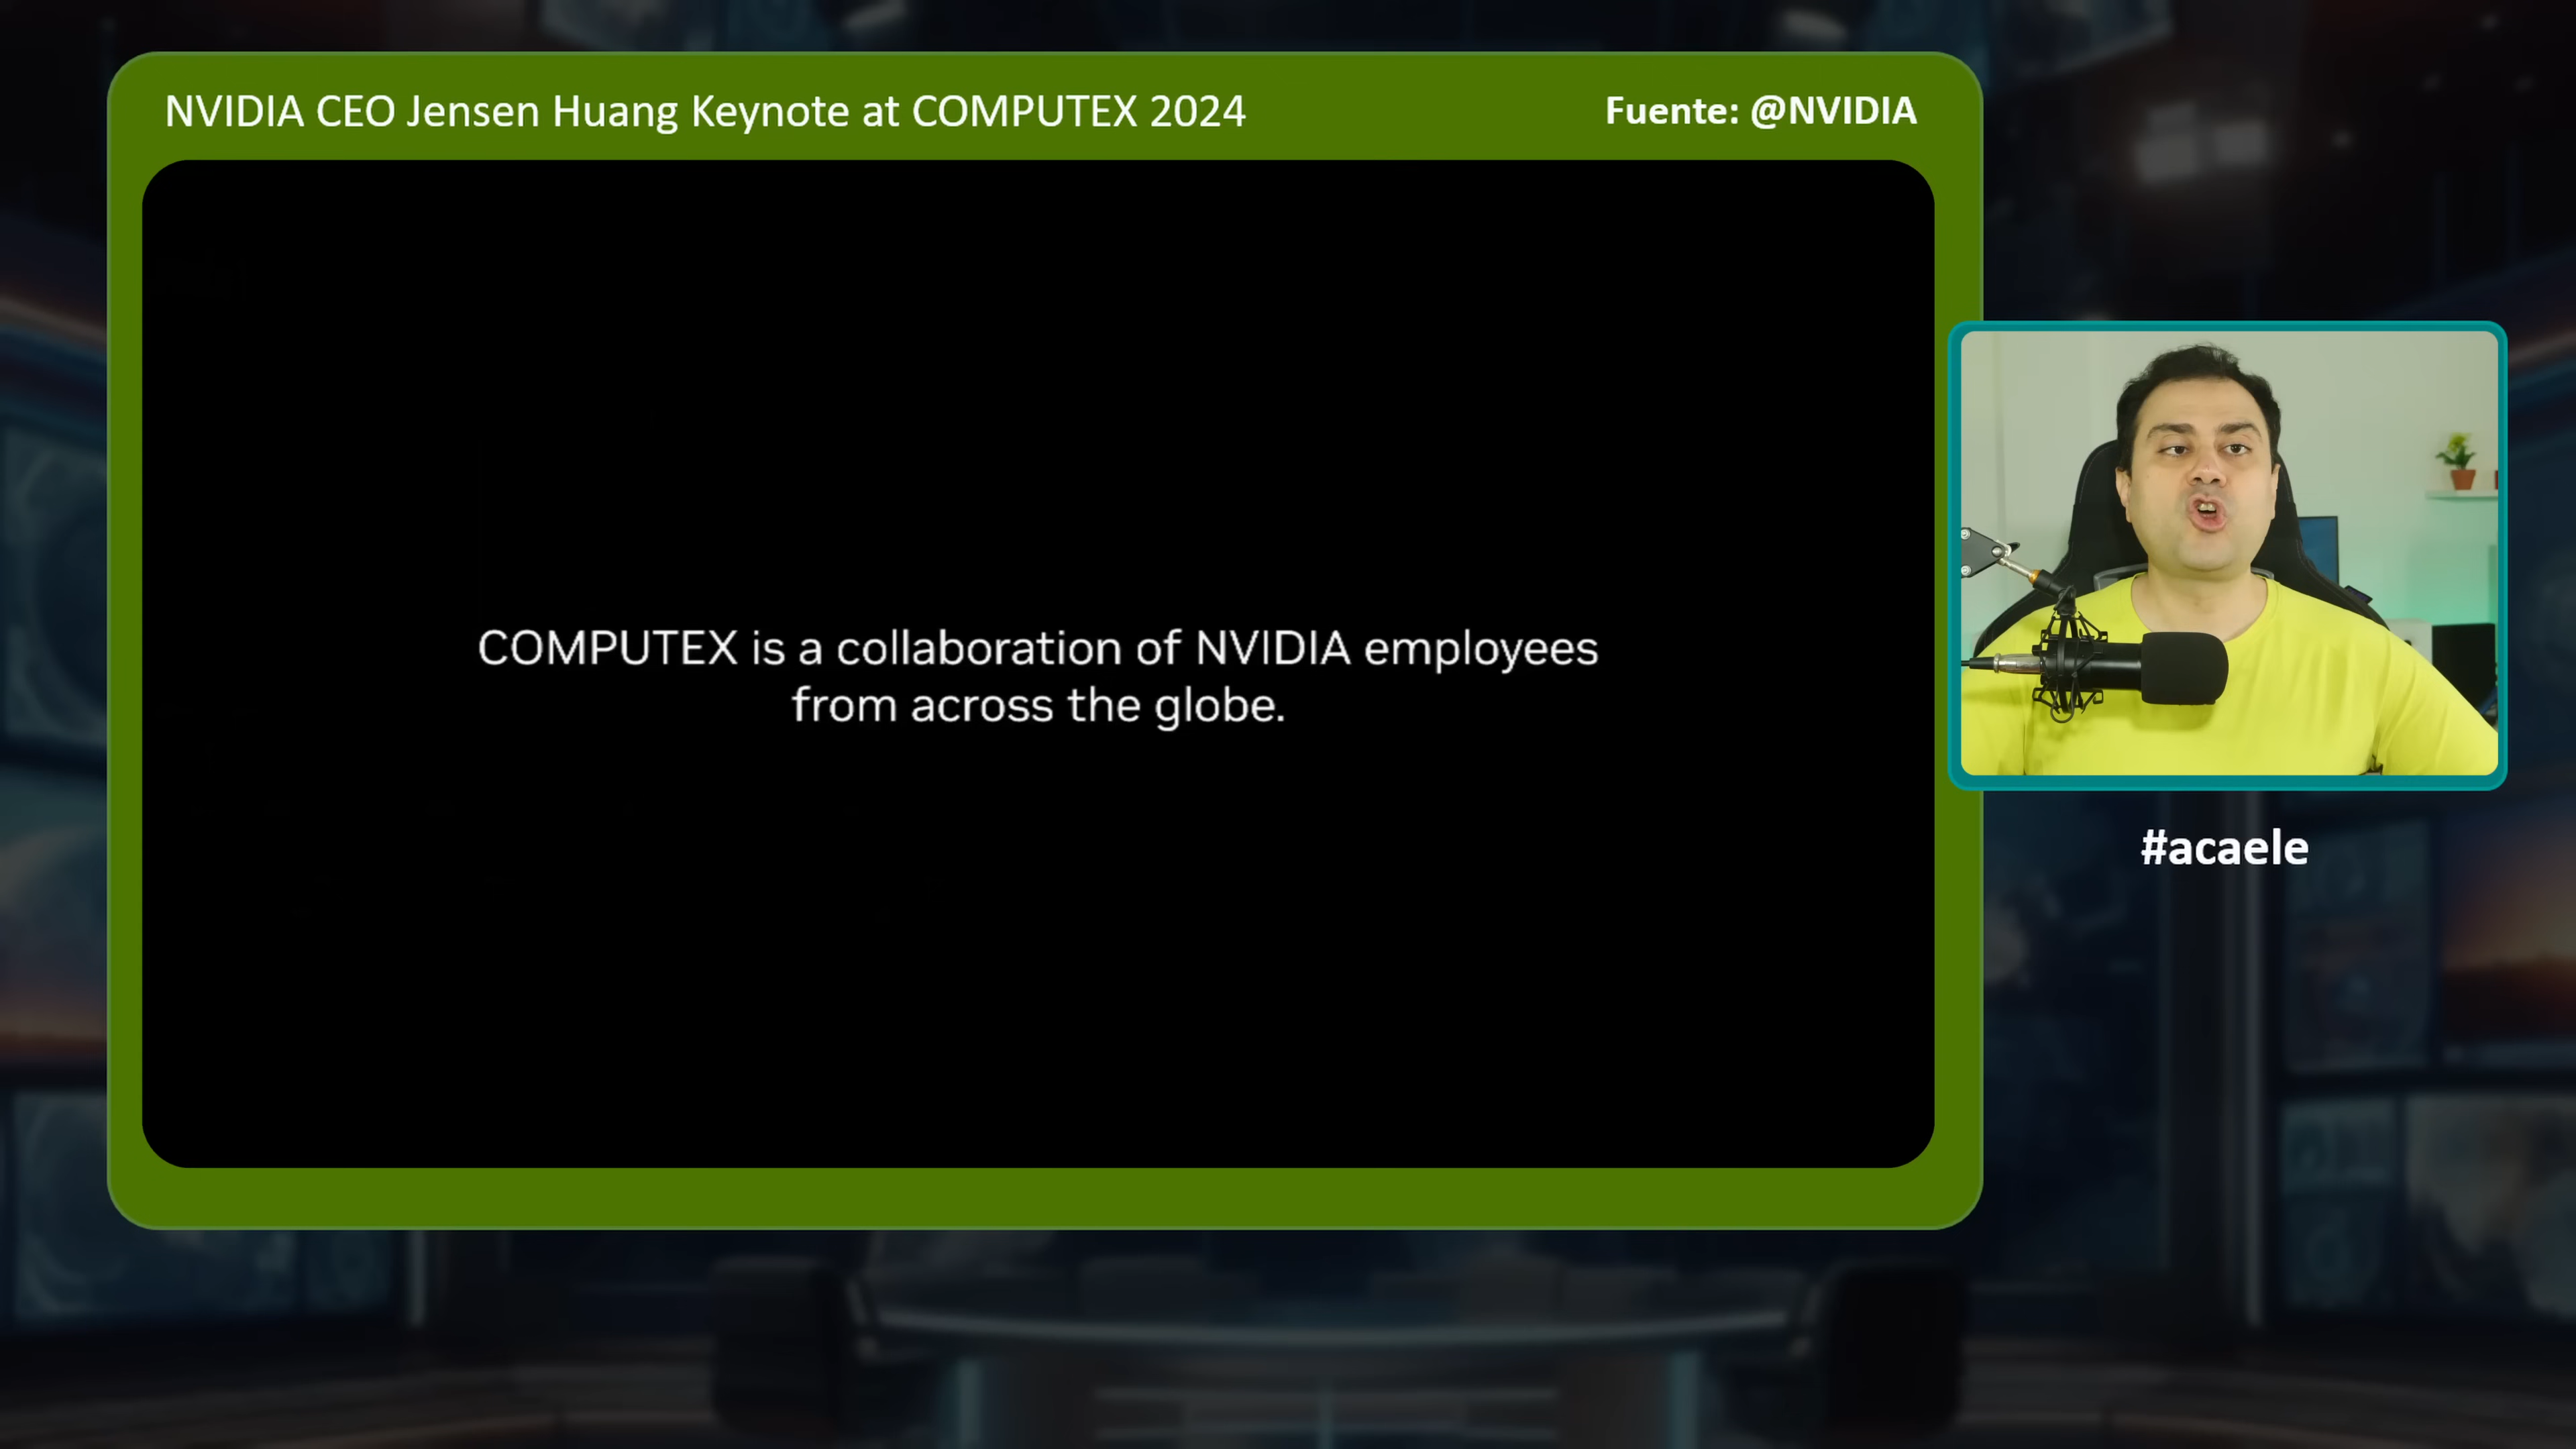 NVIDIA CEO Jensen Huang Keynote at COMPUTEX 2024
Fuente: @NVIDIA
COMPUTEX is a collaboration of NVIDIA employees
from across the globe.
#acaele